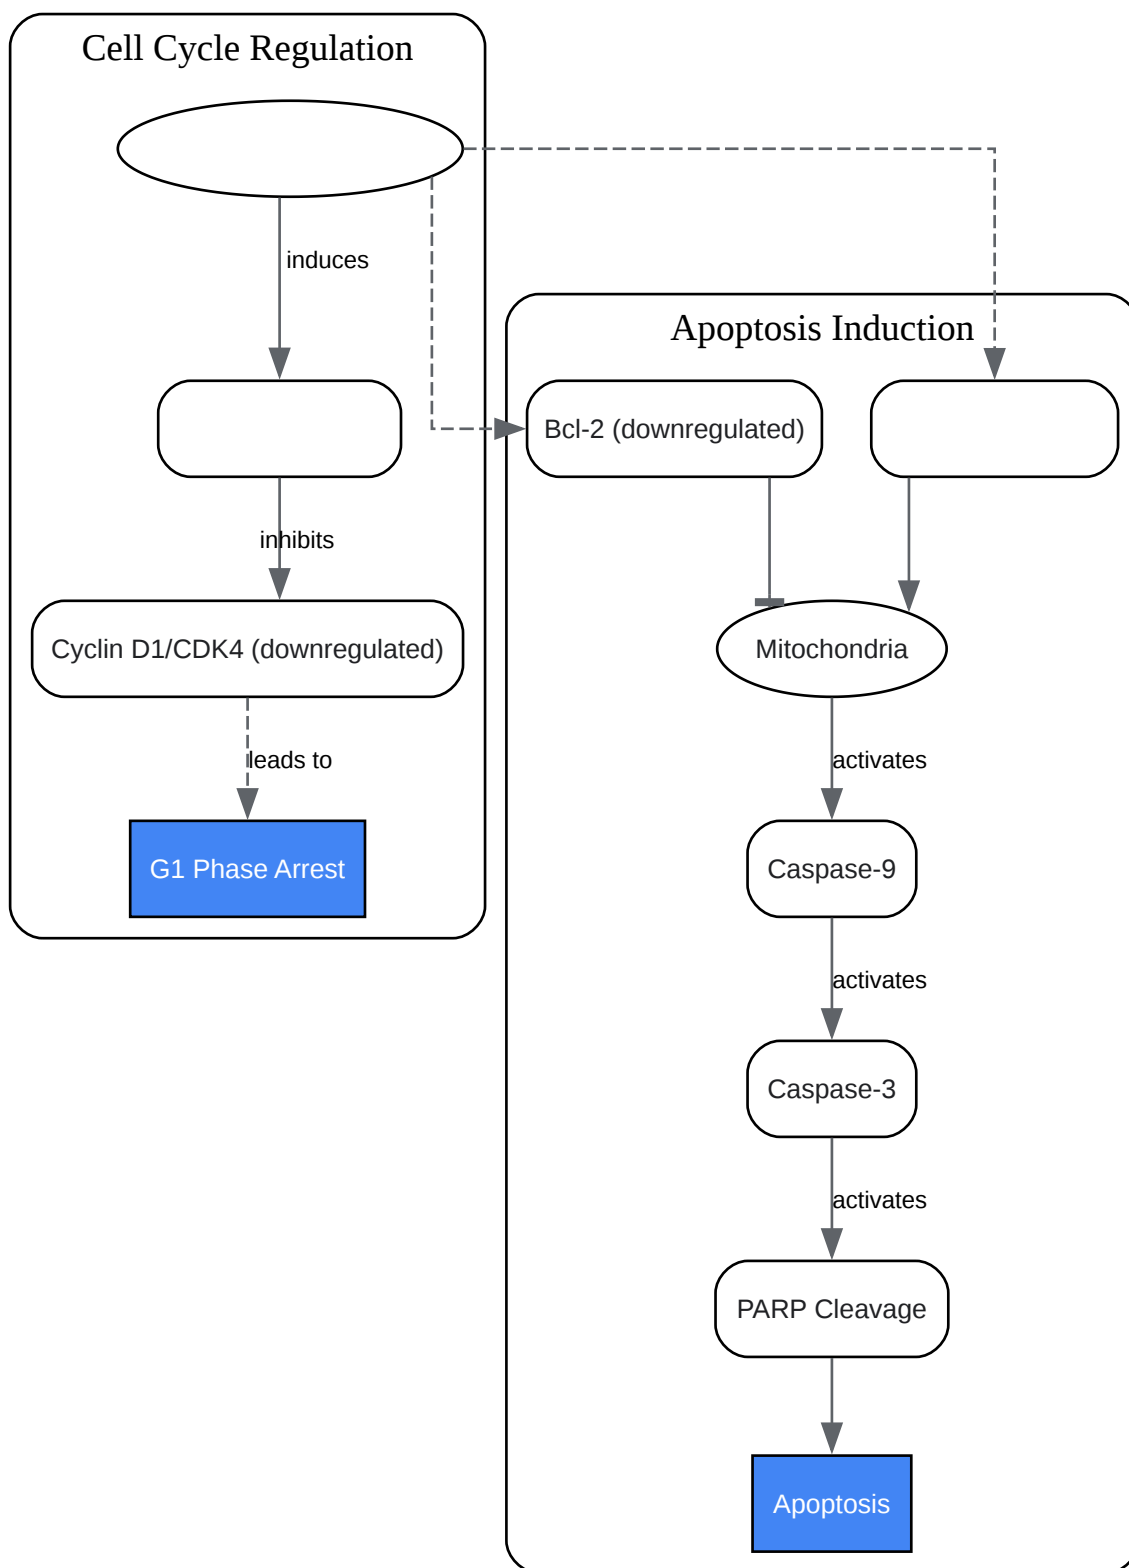 Cell Cycle Regulation
induces
inhibits
Cyclin D1/CDK4 (downregulated)
leads to
G1 Phase Arrest
Apoptosis Induction
Bcl-2 (downregulated)
Mitochondria
activates
Caspase-9
activates
Caspase-3
activates
PARP Cleavage
Apoptosis